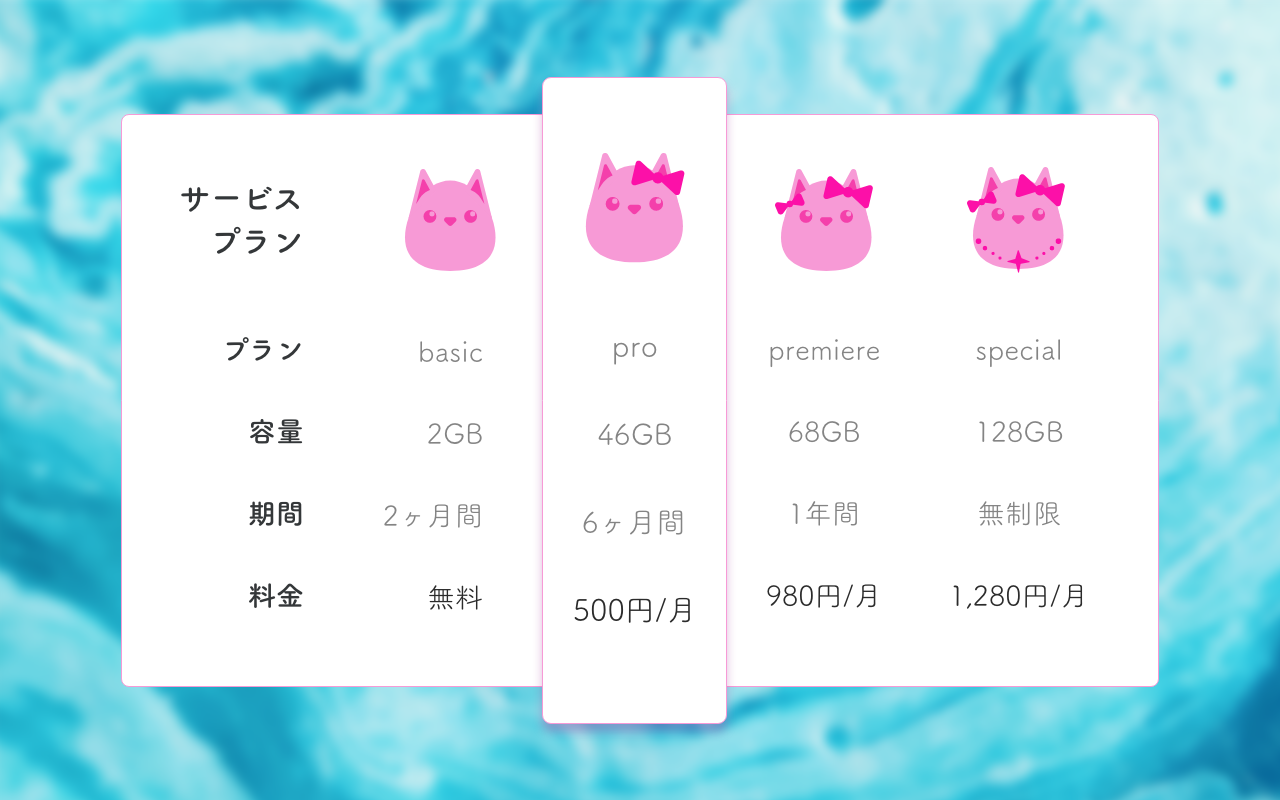 サービス
プラン
プラン basic pro premiere special
容量 2GB 46GB 68GB 128GB
期間 2ヶ月間 6ヶ月間 1年間 無制限
料金 無料 500円/月 980円/月 1,280円/月